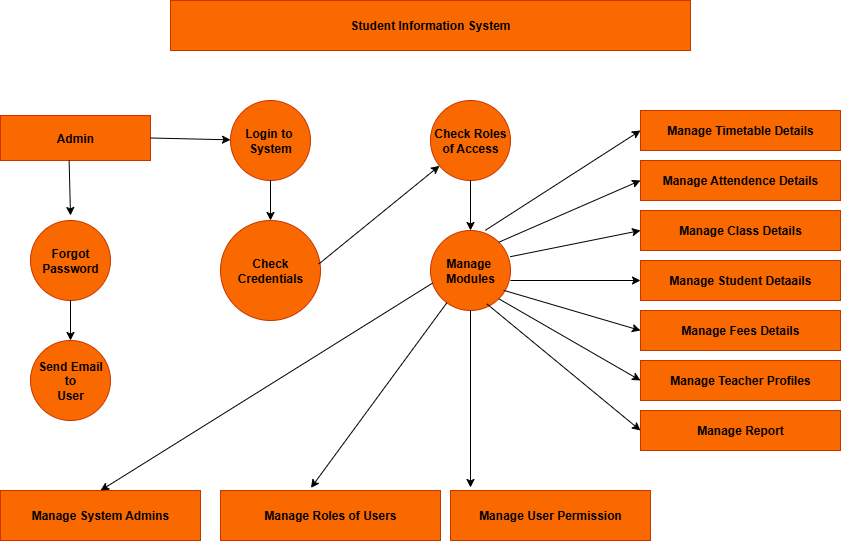 Student Information System
Admin
Login to
System
Check Roles
of Access
Manage Timetable Details
Manage Attendence Details
Manage Class Details
Forgot
Password
Check
Credentials
Manage
Modules
Manage Student Detaails
Manage Fees Details
Send Email
to
User
Manage Teacher Profiles
Manage Report
Manage System Admins
Manage Roles of Users
Manage User Permission